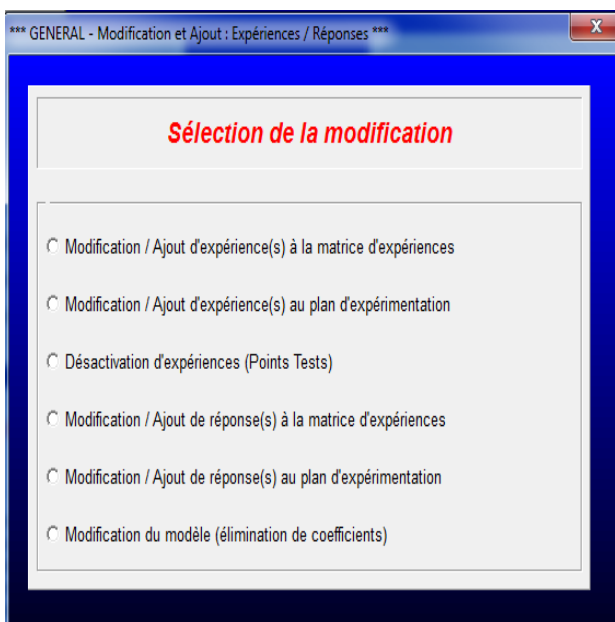 *** GENERAL - Modification et Ajout : Expériences / Réponses ***
X
Sélection de la modification
Modification / Ajout d'expérience(s) à la matrice d'expériences
Modification / Ajout d'expérience(s) au plan d'expérimentation
Désactivation d'expériences (Points Tests)
Modification / Ajout de réponse(s) à la matrice d'expériences
Modification / Ajout de réponse(s) au plan d'expérimentation
Modification du modèle (élimination de coefficients)